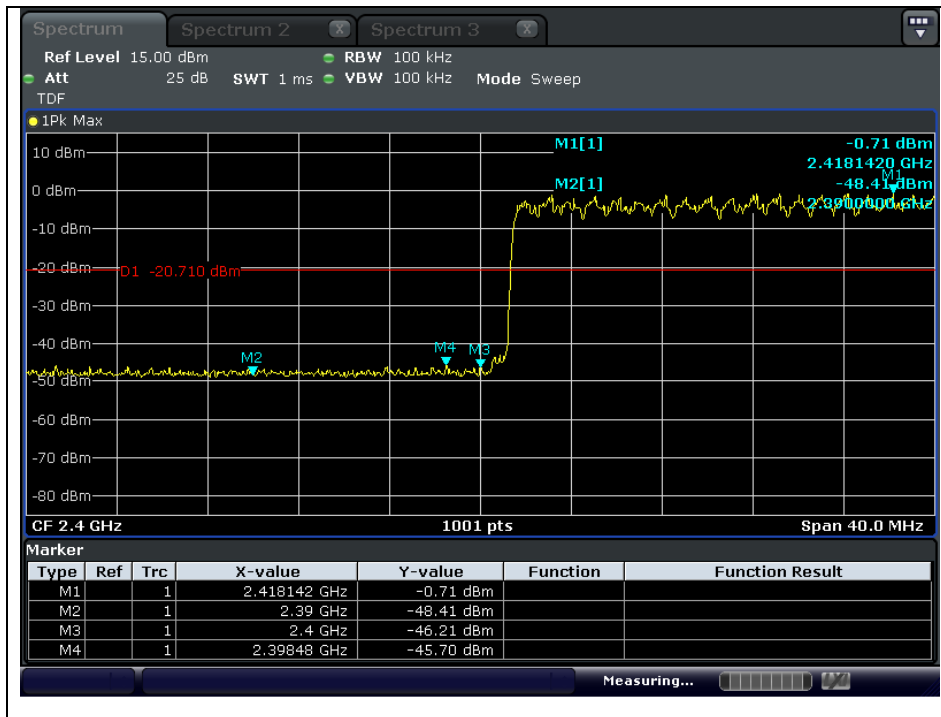 Spectrum Spectrum 2 X Spectrum 3 X
Ref Level 15.00 dBm RBW 100 kHz
Att 25 dB SWT 1 ms VBW 100 kHz Mode Sweep
TDF
1Pk Max
M1[1] -0.71 dBm
2.4181420 GHz
M2[1] -48.41 dBm
2.3900000 GHz
M1
10 dBm
0 dBm
-10 dBm
-20 dBm
D1 -20.710 dBm
-30 dBm
-40 dBm
M2 M4 M3
-50 dBm
-60 dBm
-70 dBm
-80 dBm
CF 2.4 GHz 1001 pts Span 40.0 MHz
Marker
Type Ref Trc X-value Y-value Function Function Result
M1 1 2.418142 GHz -0.71 dBm
M2 1 2.39 GHz -48.41 dBm
M3 1 2.4 GHz -46.21 dBm
M4 1 2.39848 GHz -45.70 dBm
Measuring...